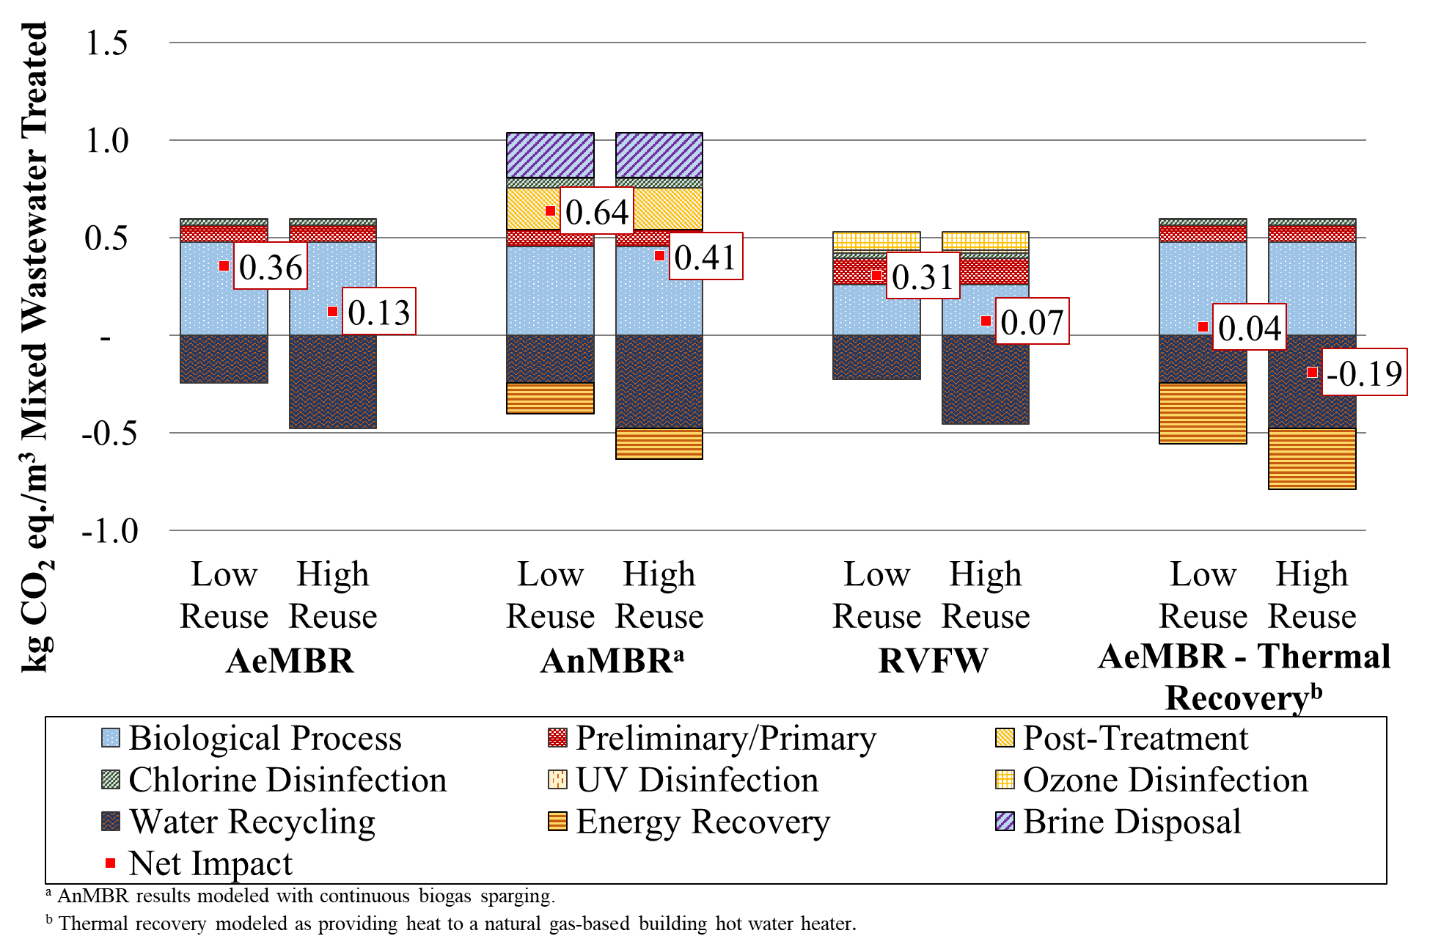 kg CO2 eq./m3 Mixed Wastewater Treated
1.5
1.0
0.5
-
-0.5
-1.0
0.36
0.13
0.64
0.41
0.31
0.07
0.04
-0.19
Low Reuse
High Reuse
AeMBR
Low Reuse
High Reuse
AnMBRa
Low Reuse
High Reuse
RVFW
Low Reuse
High Reuse
AeMBR - Thermal
Recoveryb
Biological Process
Preliminary/Primary
Post-Treatment
Chlorine Disinfection
UV Disinfection
Ozone Disinfection
Water Recycling
Energy Recovery
Brine Disposal
Net Impact
a AnMBR results modeled with continuous biogas sparging.
b Thermal recovery modeled as providing heat to a natural gas-based building hot water heater.